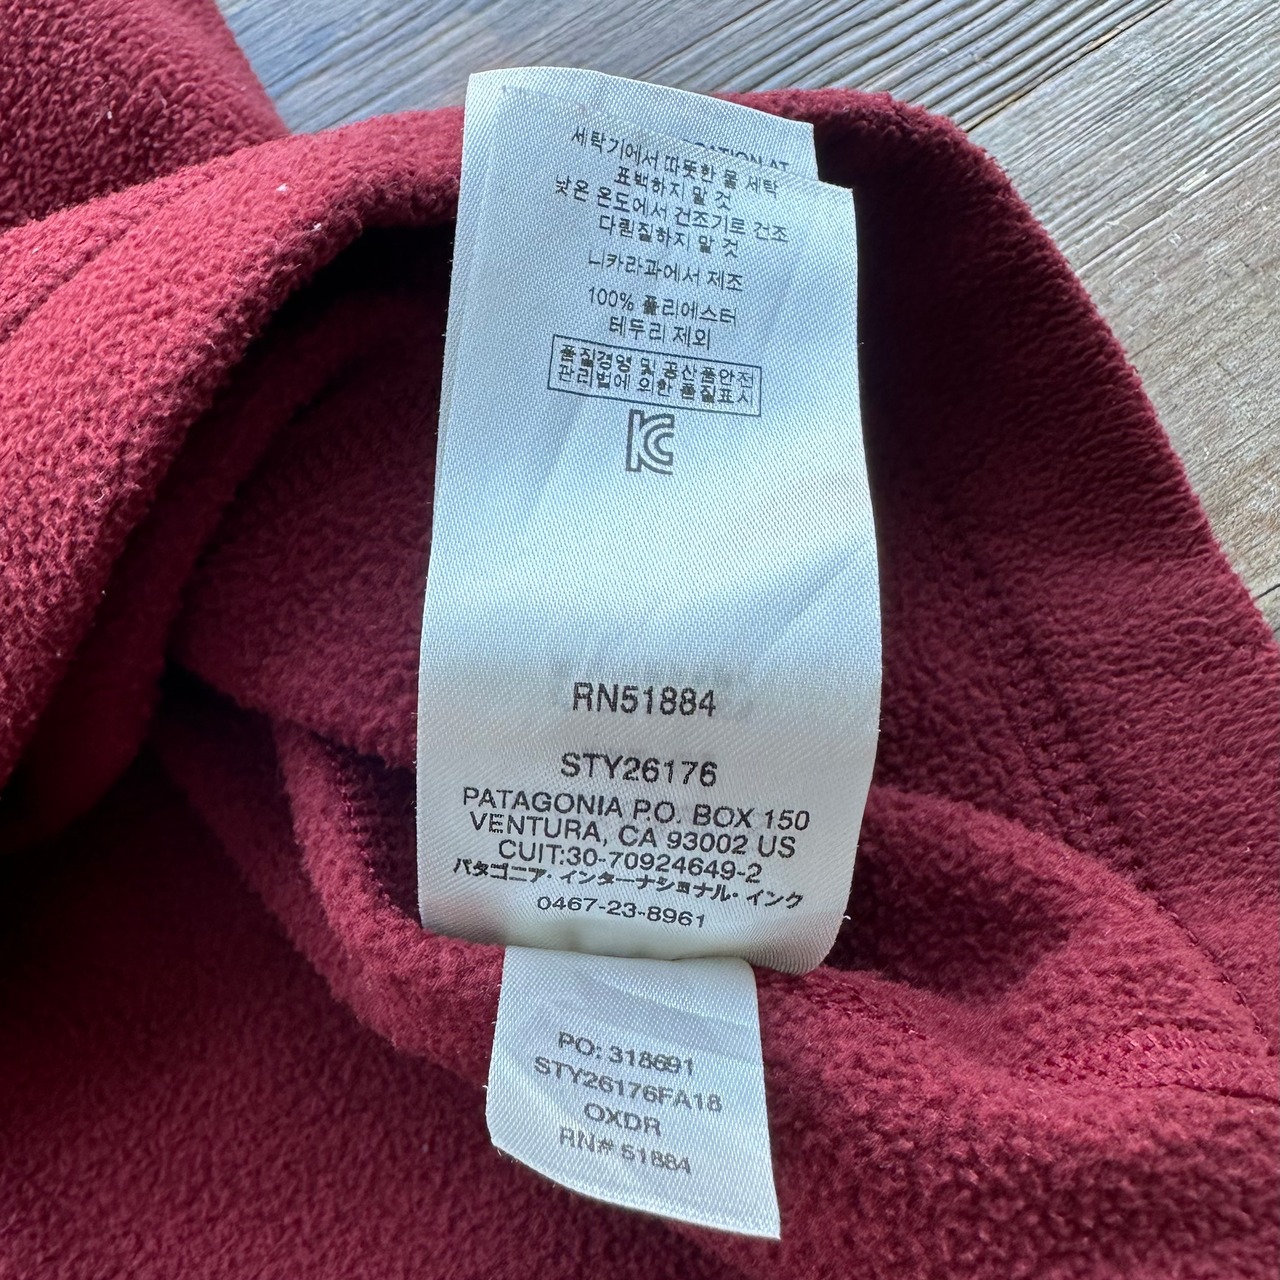 세탁기에서 따뜻한 물 세탁
표백하지 말 것
낮은 온도에서 건조기로 건조
다림질하지 말 것
니카라과에서 제조
100% 폴리에스터
테두리 제외
품질경영 및 공산품안전
관리법에 의한 품질표시
RN51884
STY26176
PATAGONIA P.O. BOX 150
VENTURA, CA 93002 US
CUIT:30-70924649-2
パタゴニア・インターナショナル・インク
0467-23-8961
PO: 318691
STY26176FA18
OXDR
RN# 51884